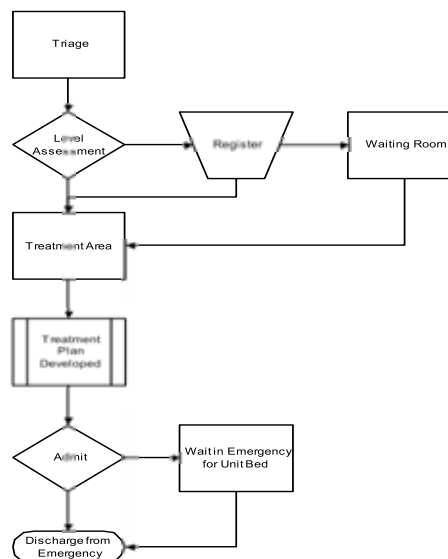 Triage
Level
Assessment
Register
Waiting Room
Treatment Area
Treatment
Plan
Developed
Admit
Wait in Emergency
for Unit Bed
Discharge from
Emergency